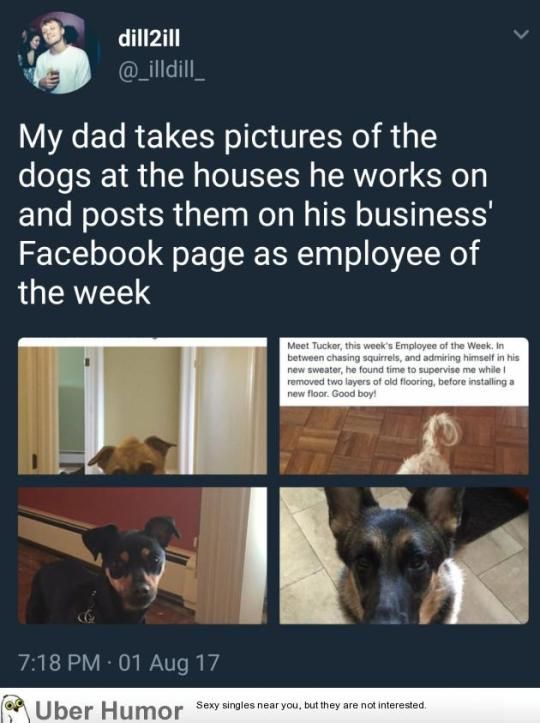 dill2ill
@_illdill_
My dad takes pictures of the
dogs at the houses he works on
and posts them on his business'
Facebook page as employee of
the week
Meet Tucker, this week's Employee of the Week. In
between chasing squirrels, and admiring himself in his
new sweater, he found time to supervise me while I
removed two layers of old flooring, before installing a
new floor. Good boy!
7:18 PM · 01 Aug 17
Uber Humor
Sexy singles near you, but they are not interested.